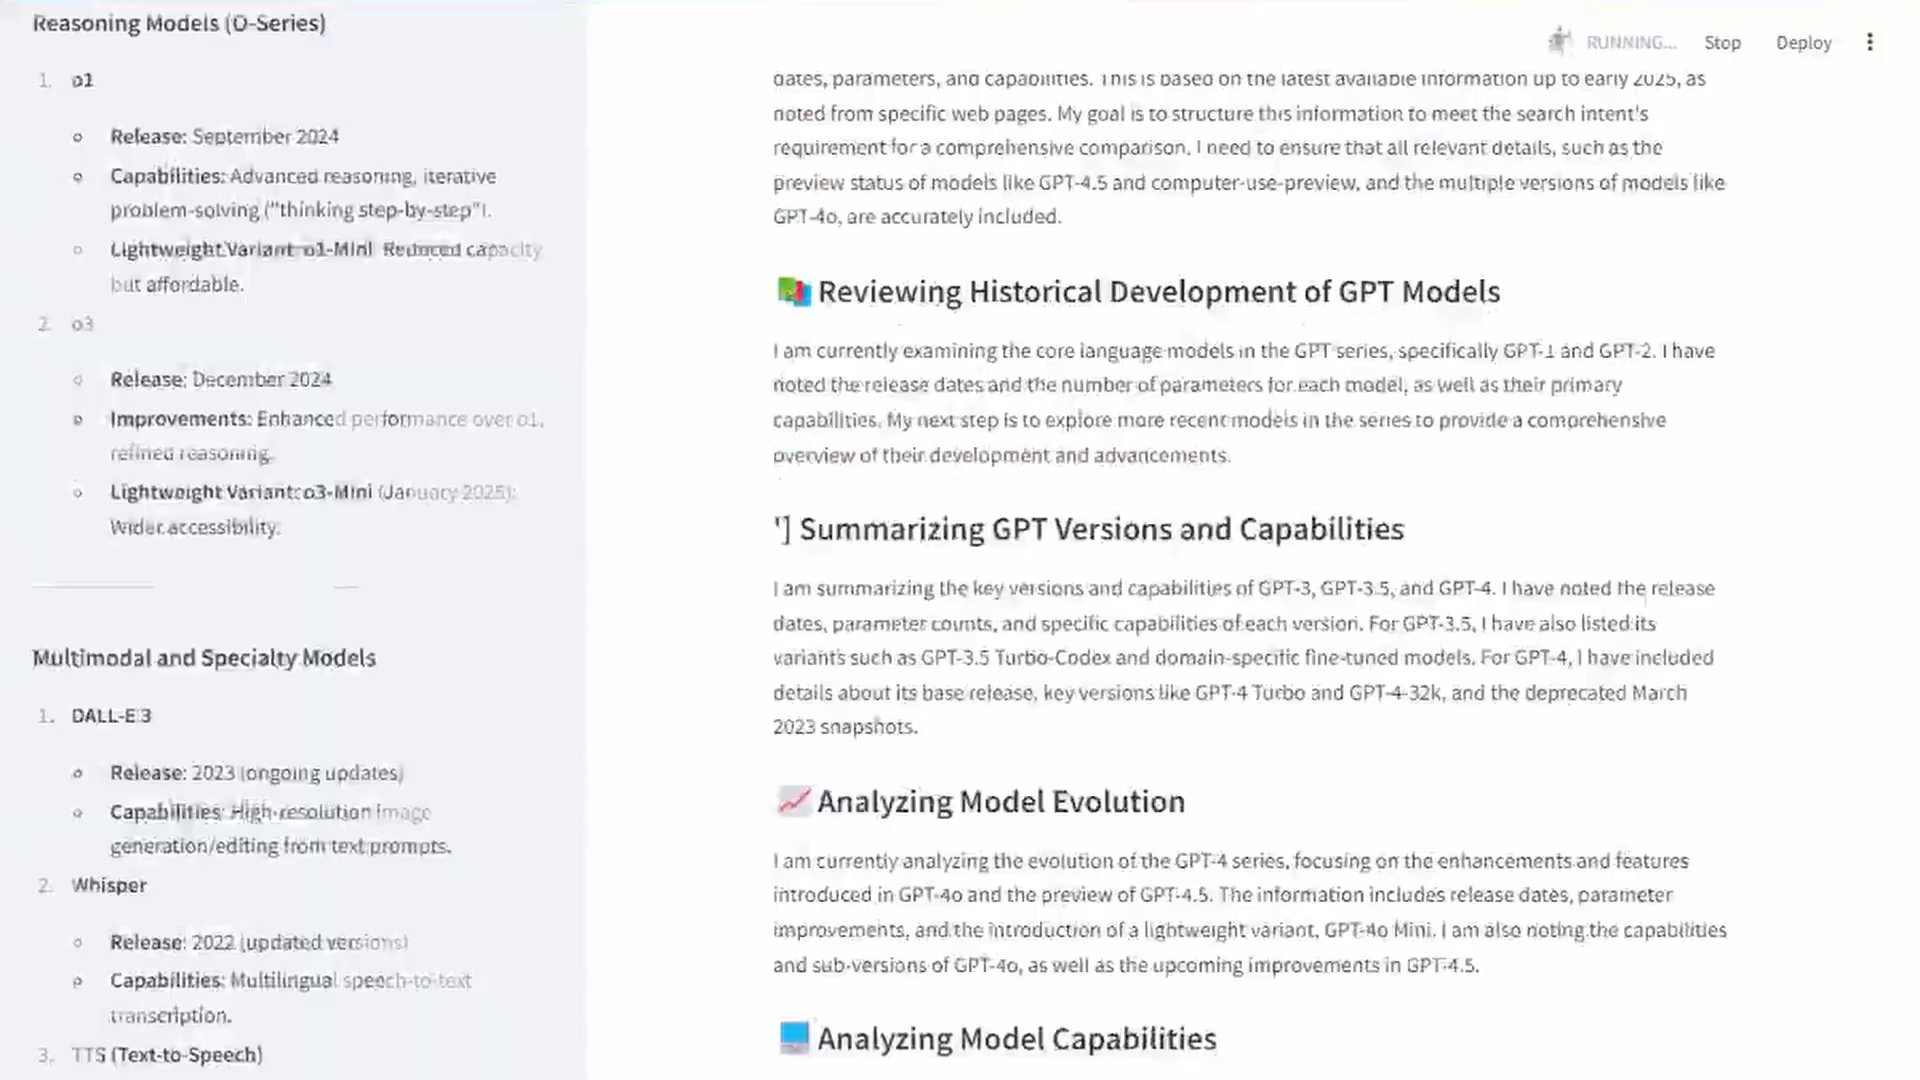 Reasoning Models (O-Series)
1. o1
Release: September 2024
Capabilities: Advanced reasoning, iterative
problem-solving ("thinking step-by-step").
Lightweight Variant: o1-Mini Reduced capacity
but affordable.
2. o3
Release: December 2024
Improvements: Enhanced performance over o1,
refined reasoning.
Lightweight Variant: o3-Mini (January 2025):
Wider accessibility.
Multimodal and Specialty Models
1. DALL-E 3
Release: 2023 (ongoing updates)
Capabilities: High-resolution image
generation/editing from text prompts.
2. Whisper
Release: 2022 (updated versions)
Capabilities: Multilingual speech-to-text
transcription.
3. TTS (Text-to-Speech)
RUNNING... Stop Deploy
dates, parameters, and capabilities. This is based on the latest available information up to early 2025, as
noted from specific web pages. My goal is to structure this information to meet the search intent's
requirement for a comprehensive comparison. I need to ensure that all relevant details, such as the
preview status of models like GPT-4.5 and computer-use-preview, and the multiple versions of models like
GPT-4o, are accurately included.
Reviewing Historical Development of GPT Models
I am currently examining the core language models in the GPT series, specifically GPT-1 and GPT-2. I have
noted the release dates and the number of parameters for each model, as well as their primary
capabilities. My next step is to explore more recent models in the series to provide a comprehensive
overview of their development and advancements.
'] Summarizing GPT Versions and Capabilities
I am summarizing the key versions and capabilities of GPT-3, GPT-3.5, and GPT-4. I have noted the release
dates, parameter counts, and specific capabilities of each version. For GPT-3.5, I have also listed its
variants such as GPT-3.5 Turbo-Codex and domain-specific fine-tuned models. For GPT-4, I have included
details about its base release, key versions like GPT-4 Turbo and GPT-4-32k, and the deprecated March
2023 snapshots.
Analyzing Model Evolution
I am currently analyzing the evolution of the GPT-4 series, focusing on the enhancements and features
introduced in GPT-4o and the preview of GPT-4.5. The information includes release dates, parameter
improvements, and the introduction of a lightweight variant, GPT-4o Mini. I am also noting the capabilities
and sub-versions of GPT-4o, as well as the upcoming improvements in GPT-4.5.
Analyzing Model Capabilities